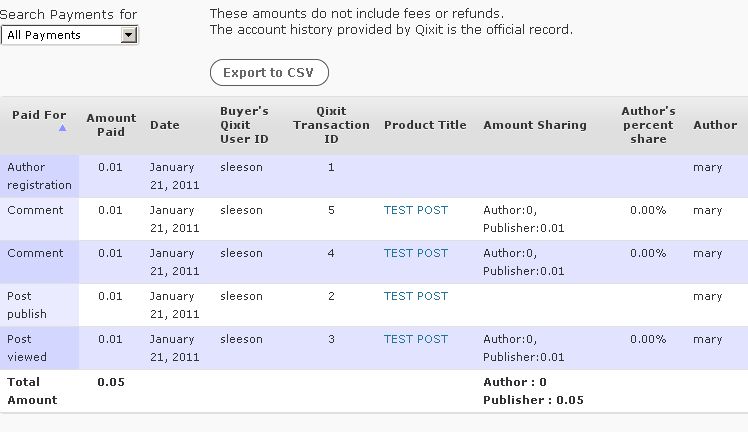 Search Payments for
All Payments
These amounts do not include fees or refunds.
The account history provided by Qixit is the official record.
Export to CSV
Paid For Amount Paid Date Buyer's Qixit User ID Qixit Transaction ID Product Title Amount Sharing Author's percent share Author
Author registration 0.01 January 21, 2011 sleeson 1 mary
Comment 0.01 January 21, 2011 sleeson 5 TEST POST Author:0, Publisher:0.01 0.00% mary
Comment 0.01 January 21, 2011 sleeson 4 TEST POST Author:0, Publisher:0.01 0.00% mary
Post publish 0.01 January 21, 2011 sleeson 2 TEST POST mary
Post viewed 0.01 January 21, 2011 sleeson 3 TEST POST Author:0, Publisher:0.01 0.00% mary
Total Amount 0.05 Author : 0 Publisher : 0.05